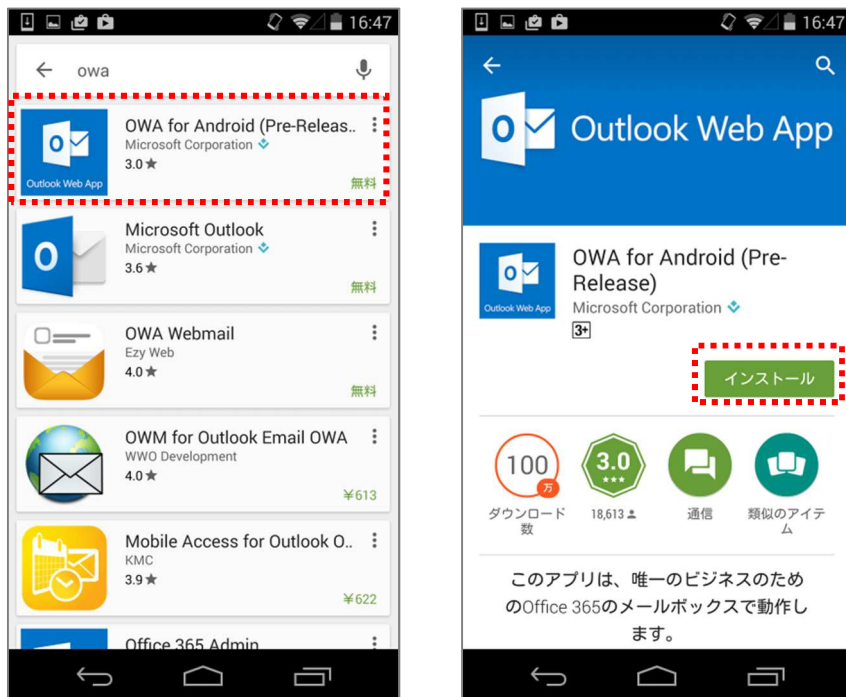 16:47
owa
OWA for Android (Pre-Releas..
Microsoft Corporation
3.0★
無料
Outlook Web App
Microsoft Outlook
Microsoft Corporation
3.6★
無料
OWA Webmail
Ezy Web
4.0★
無料
OWM for Outlook Email OWA
WWO Development
4.0★
¥613
Mobile Access for Outlook O..
KMC
3.9★
¥622
Office 365 Admin
16:47
Outlook Web App
OWA for Android (Pre-
Release)
Outlook Web App
Microsoft Corporation
3+
インストール
100
万
ダウンロード
数
3.0
18,613
通信
類似のアイテ
ム
このアプリは、唯一のビジネスのため
のOffice 365のメールボックスで動作し
ます。